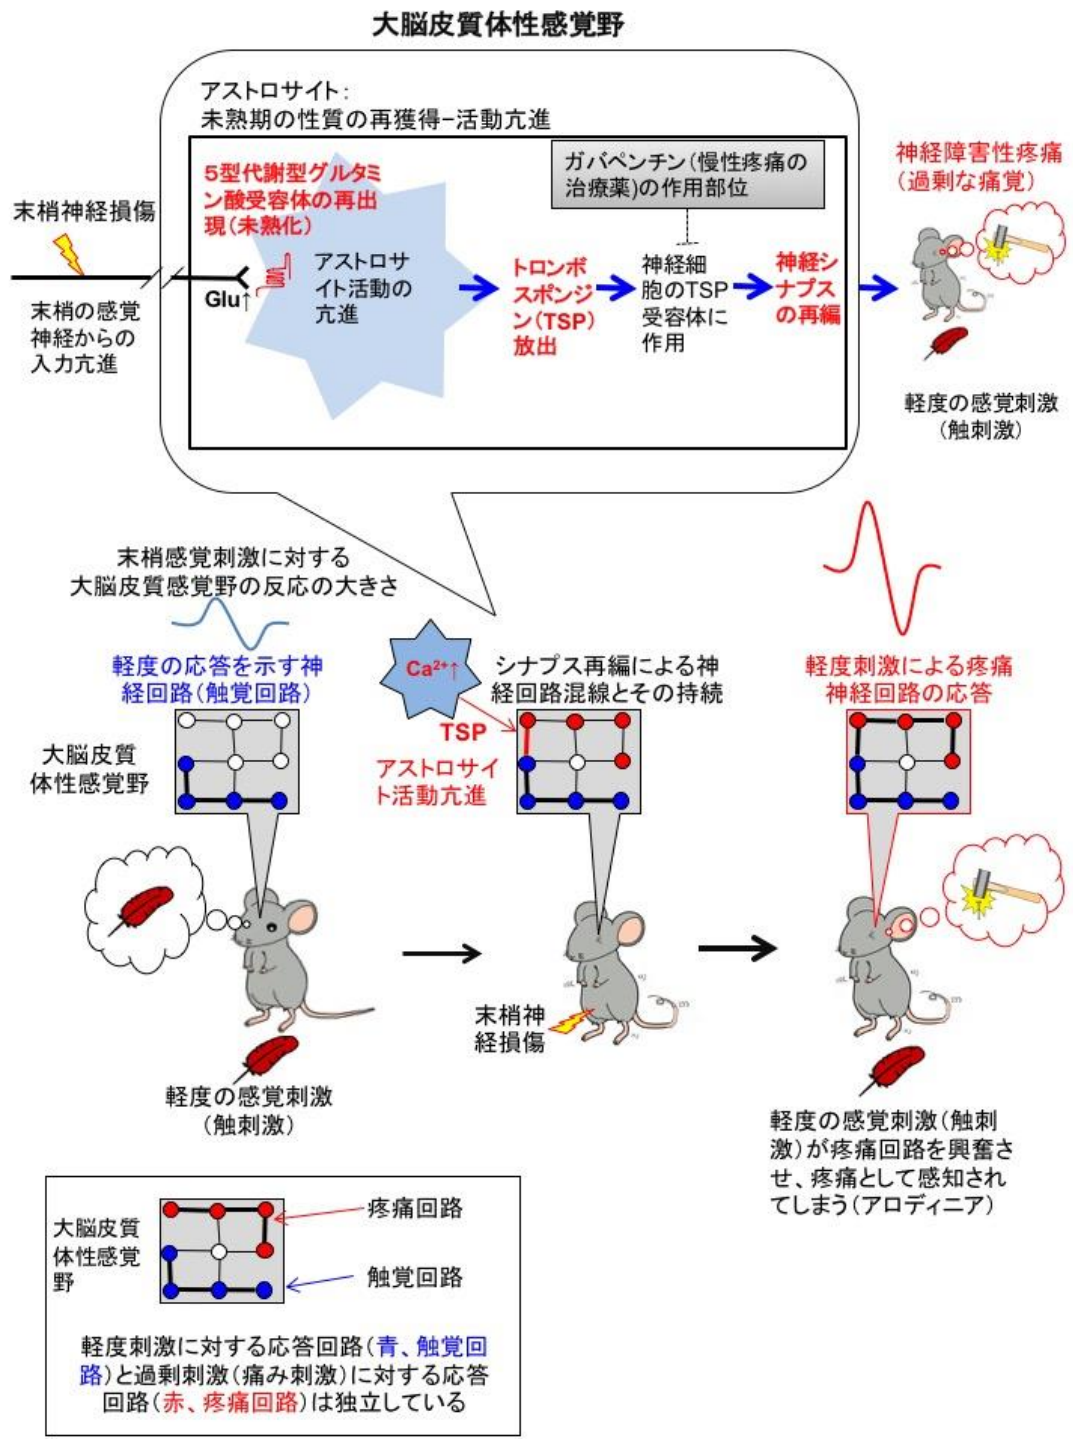 大脳皮質体性感覚野
アストロサイト：
未熟期の性質の再獲得−活動亢進
5型代謝型グルタミ
ン酸受容体の再出
現（未熟化）
ガバペンチン（慢性疼痛の
治療薬）の作用部位
神経障害性疼痛
（過剰な痛覚）
末梢神経損傷
末梢の感覚
神経からの
入力亢進
Glu↑
アストロサ
イト活動の
亢進
トロンボ
スポンジ
ン（TSP）
放出
神経細
胞のTSP
受容体に
作用
神経シ
ナプス
の再編
軽度の感覚刺激
（触刺激）
末梢感覚刺激に対する
大脳皮質感覚野の反応の大きさ
軽度の応答を示す神
経回路（触覚回路）
大脳皮質
体性感覚野
Ca²⁺↑
TSP
アストロサイ
ト活動亢進
シナプス再編による神
経回路混線とその持続
軽度刺激による疼痛
神経回路の応答
末梢神
経損傷
軽度の感覚刺激
（触刺激）
軽度の感覚刺激（触刺
激）が疼痛回路を興奮さ
せ、疼痛として感知され
てしまう（アロディニア）
大脳皮質
体性感覚
野
疼痛回路
触覚回路
軽度刺激に対する応答回路（青、触覚回
路）と過剰刺激（痛み刺激）に対する応答
回路（赤、疼痛回路）は独立している